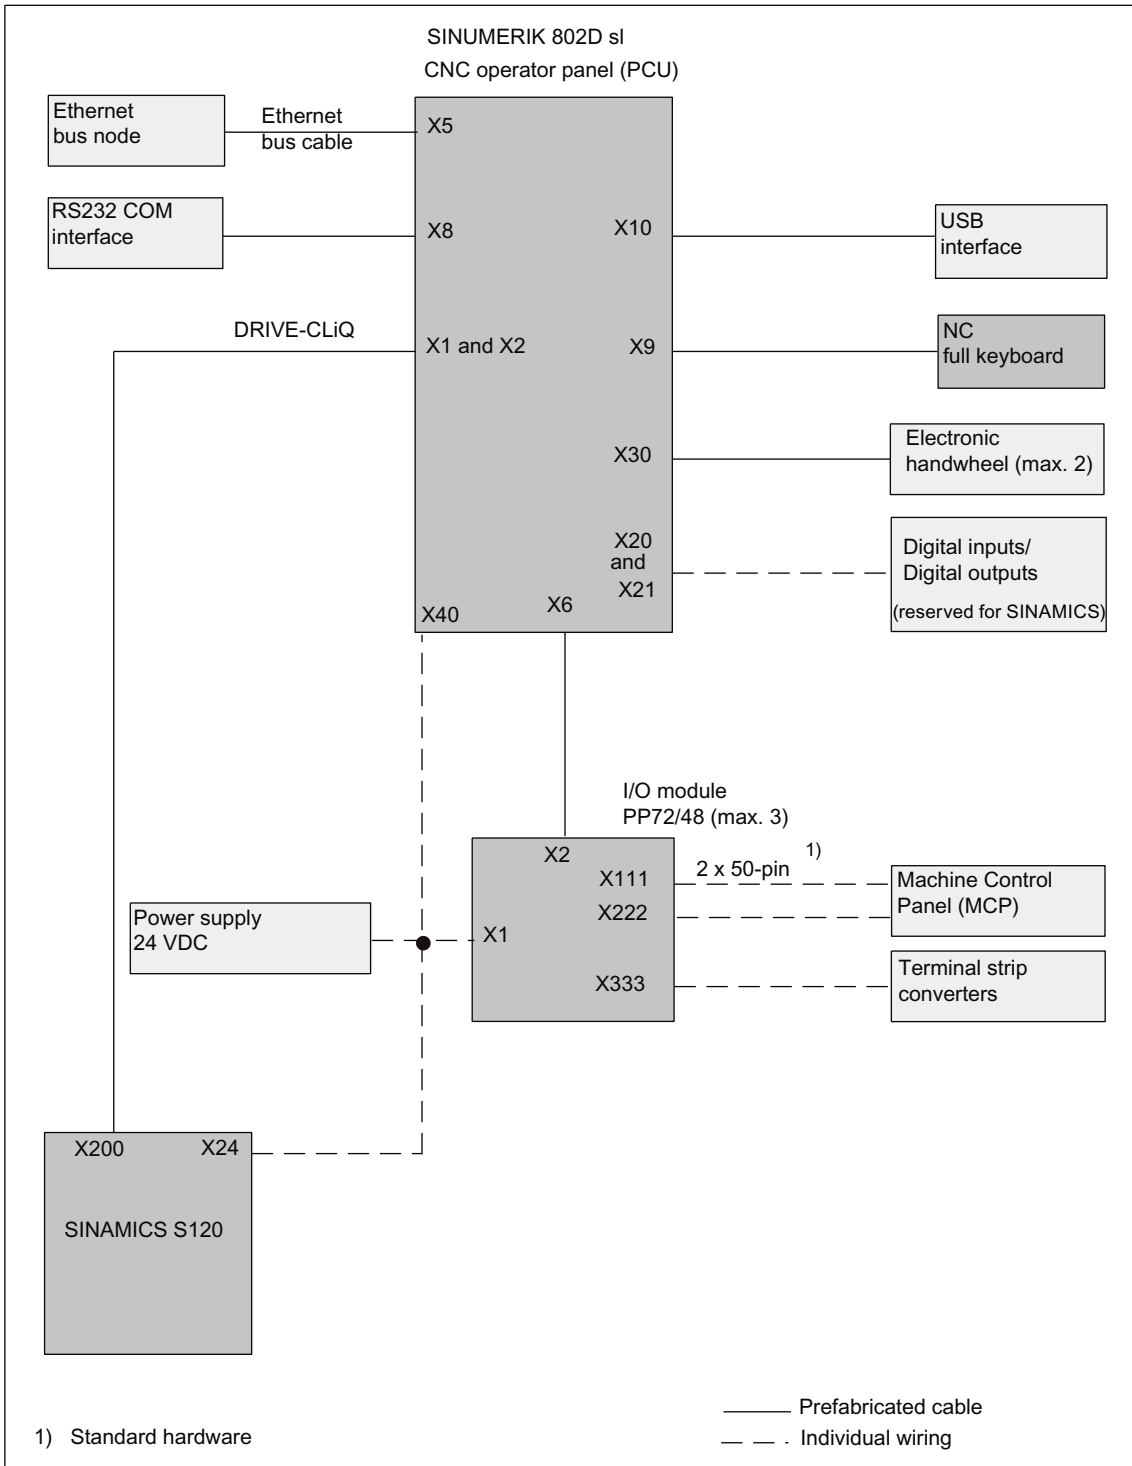 SINUMERIK 802D sl
CNC operator panel (PCU)
Ethernet
bus node
Ethernet
bus cable
X5
RS232 COM
interface
X8
X10
USB
interface
DRIVE-CLiQ
X1 and X2
X9
NC
full keyboard
X30
Electronic
handwheel (max. 2)
X20
and
X21
Digital inputs/
Digital outputs
(reserved for SINAMICS)
X40
X6
I/O module
PP72/48 (max. 3)
X2
X111
2 x 50-pin
1)
X222
Machine Control
Panel (MCP)
Power supply
24 VDC
X1
X333
Terminal strip
converters
X200
X24
SINAMICS S120
Prefabricated cable
Individual wiring
1) Standard hardware